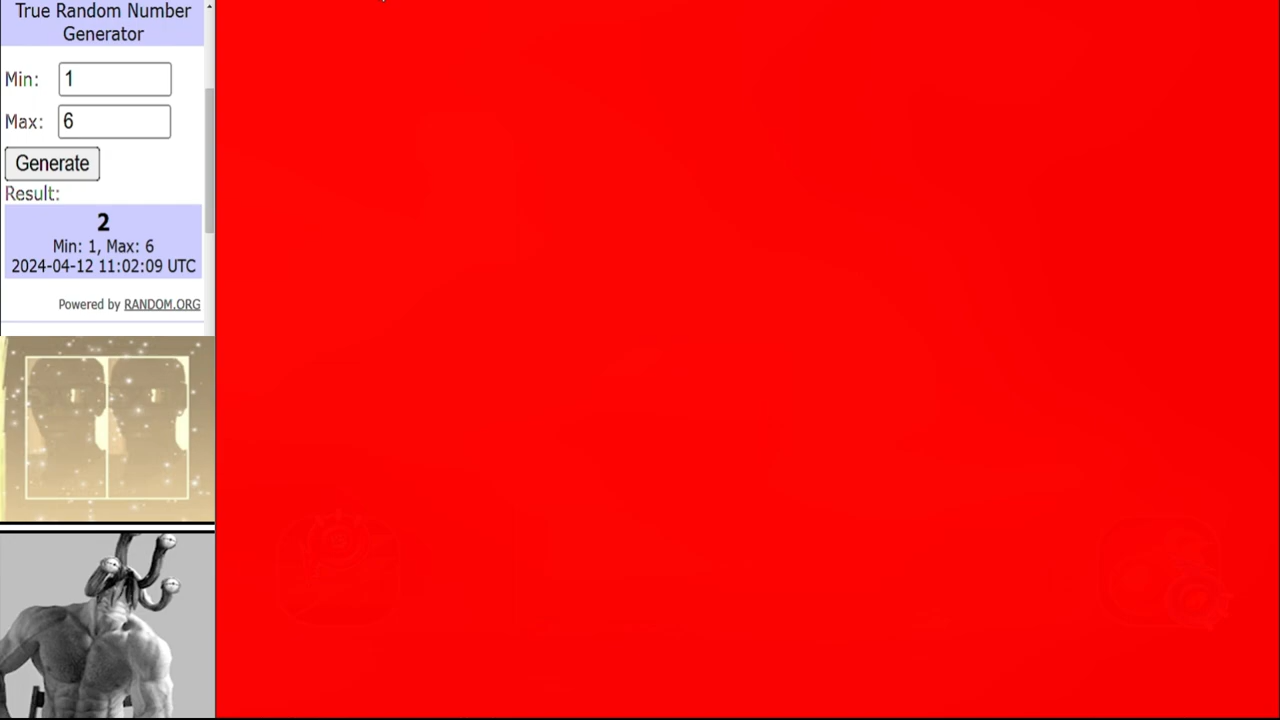 True Random Number
Generator
Min: 1
Max: 6
Generate
Result:
2
Min: 1, Max: 6
2024-04-12 11:02:09 UTC
Powered by RANDOM.ORG